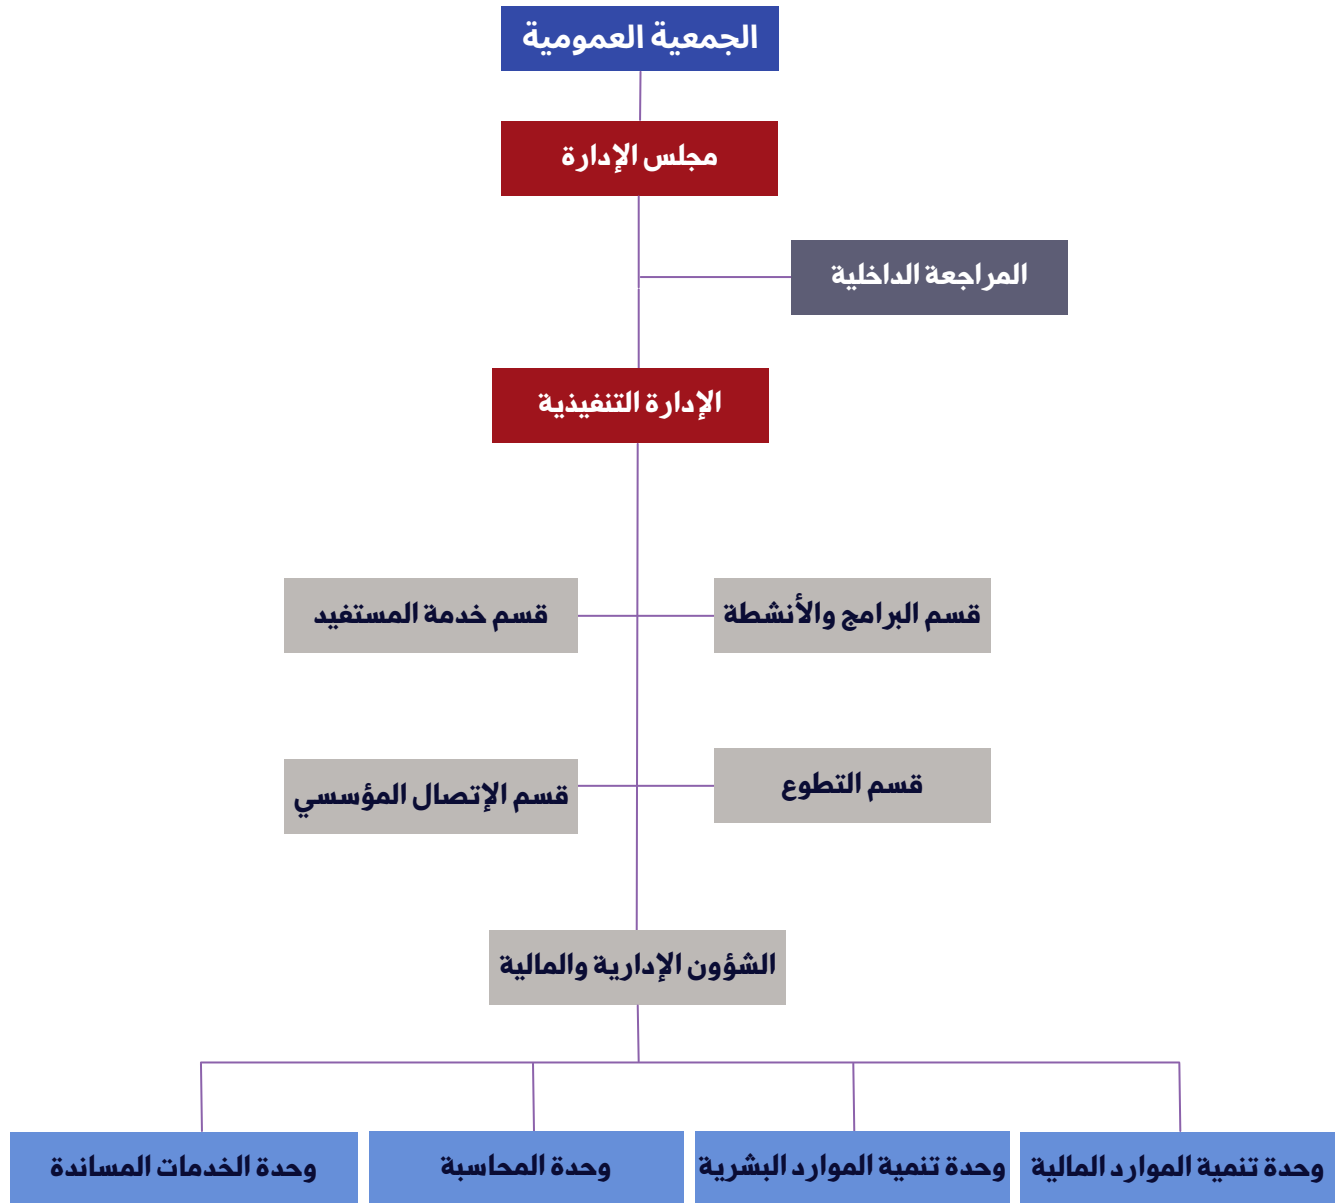 الجمعية العمومية
مجلس الإدارة
المراجعة الداخلية
الإدارة التنفيذية
قسم البرامج والأنشطة
قسم خدمة المستفيد
قسم التطوع
قسم الإتصال المؤسسي
الشؤون الإدارية والمالية
وحدة تنمية الموارد المالية
وحدة تنمية الموارد البشرية
وحدة المحاسبة
وحدة الخدمات المساندة